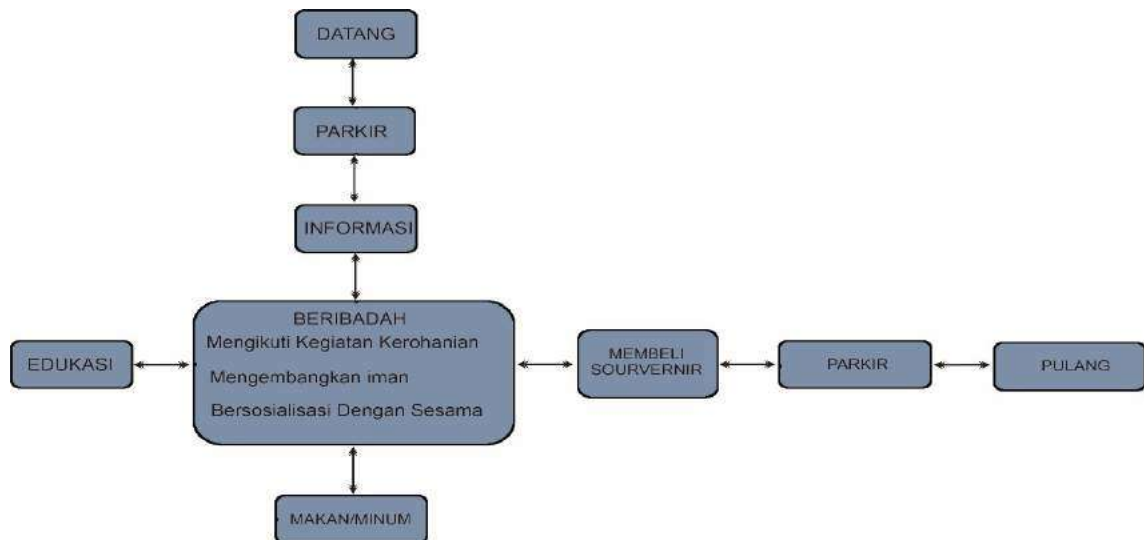 DATANG
PARKIR
INFORMASI
BERIBADAH
Mengikuti Kegiatan Kerohanian
Mengembangkan iman
Bersosialisasi Dengan Sesama
EDUKASI
MEMBELI
SOURVERNIR
PARKIR
PULANG
MAKAN/MINUM